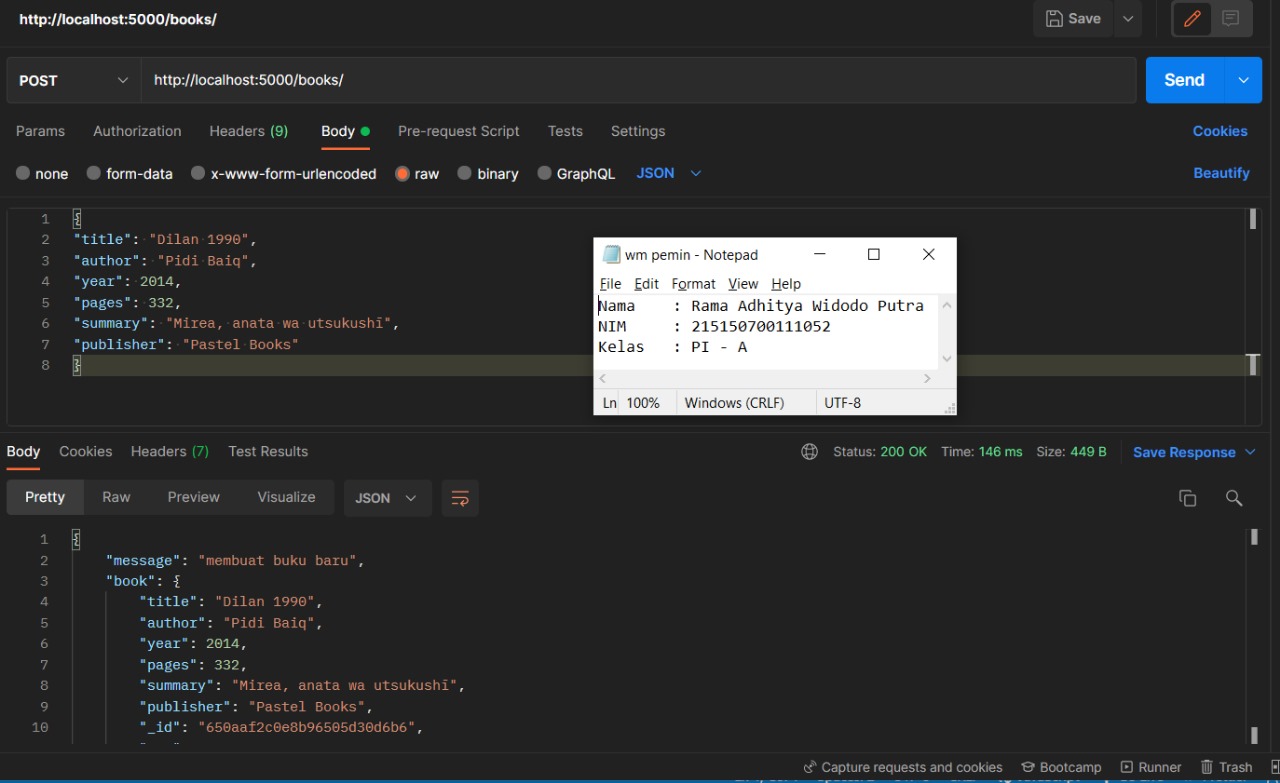 http://localhost:5000/books/
Save
POST
http://localhost:5000/books/
Send
Params Authorization Headers (9) Body Pre-request Script Tests Settings Cookies
none form-data x-www-form-urlencoded raw binary GraphQL JSON Beautify
1 {
2 "title": "Dilan 1990",
3 "author": "Pidi Baiq",
4 "year": 2014,
5 "pages": 332,
6 "summary": "Mirea, anata wa utsukushī",
7 "publisher": "Pastel Books"
8 }
wm pemin - Notepad
File Edit Format View Help
Nama : Rama Adhitya Widodo Putra
NIM : 215150700111052
Kelas : PI - A
Ln 100% Windows (CRLF) UTF-8
Body Cookies Headers (7) Test Results Status: 200 OK Time: 146 ms Size: 449 B Save Response
Pretty Raw Preview Visualize JSON
1 {
2 "message": "membuat buku baru",
3 "book": {
4 "title": "Dilan 1990",
5 "author": "Pidi Baiq",
6 "year": 2014,
7 "pages": 332,
8 "summary": "Mirea, anata wa utsukushī",
9 "publisher": "Pastel Books",
10 "_id": "650aaf2c0e8b96505d30d6b6",
Capture requests and cookies Bootcamp Runner Trash